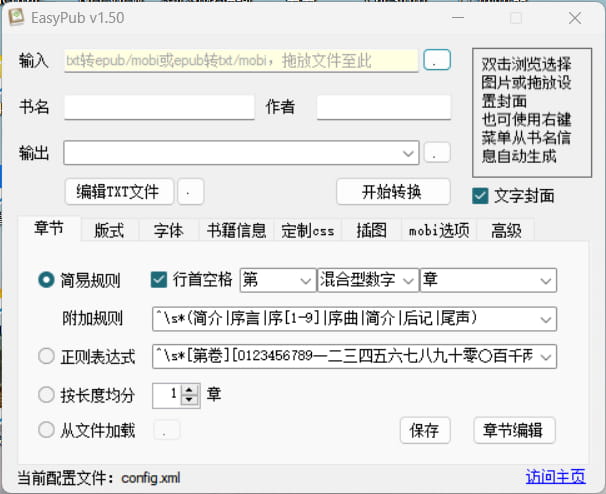 EasyPub v1.50
输入 txt转epub/mobi或epub转txt/mobi，拖放文件至此 .
双击浏览选择
图片或拖放设
置封面
也可使用右键
菜单从书名信
息自动生成
书名 作者
输出 .
编辑TXT文件 . 开始转换 文字封面
章节 版式 字体 书籍信息 定制css 插图 mobi选项 高级
简易规则 行首空格 第 混合型数字 章
附加规则 ^\s*(简介|序言|序[1-9]|序曲|简介|后记|尾声)
正则表达式 ^\s*[第卷][0123456789一二三四五六七八九十零〇百千
按长度均分 1 章
从文件加载 . 保存 章节编辑
当前配置文件：config.xml 访问主页